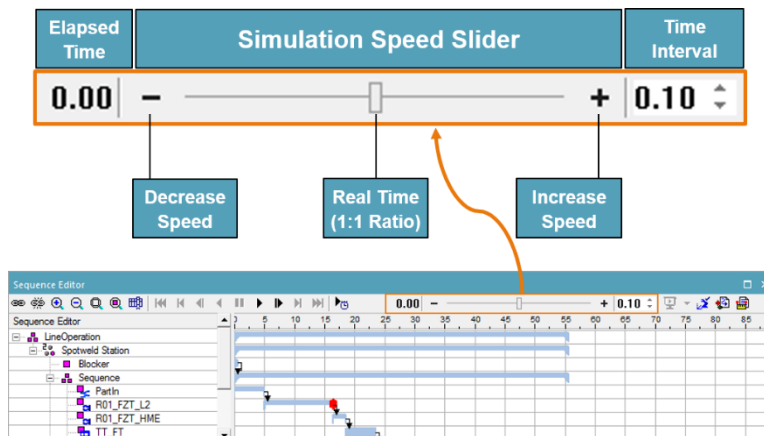 Elapsed Time
Simulation Speed Slider
Time Interval
0.00 − + 0.10
Decrease Speed
Real Time (1:1 Ratio)
Increase Speed
Sequence Editor
0.00 − + 0.10
Sequence Editor
5 10 15 20 25 30 35 40 45 50 55 60 65 70 75 80 85
LineOperation
Spotweld Station
Blocker
Sequence
PartIn
R01_FZT_L2
R01_FZT_HME
TT_FT